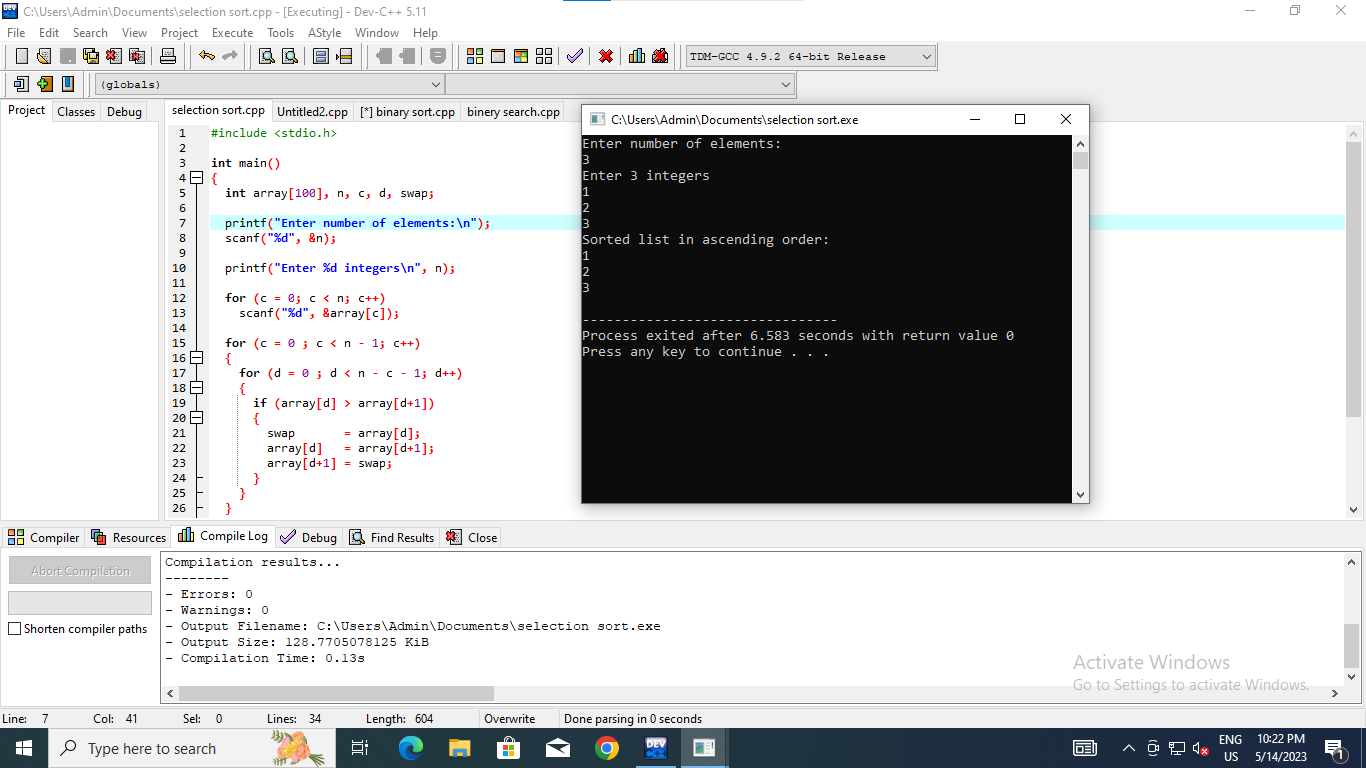 C:\Users\Admin\Documents\selection sort.cpp - [Executing] - Dev-C++ 5.11
File Edit Search View Project Execute Tools AStyle Window Help
TDM-GCC 4.9.2 64-bit Release
(globals)
Project Classes Debug
selection sort.cpp Untitled2.cpp [*] binary sort.cpp binery search.cpp
1 #include <stdio.h>
2
3 int main()
4 {
5 int array[100], n, c, d, swap;
6
7 printf("Enter number of elements:\n");
8 scanf("%d", &n);
9
10 printf("Enter %d integers\n", n);
11
12 for (c = 0; c < n; c++)
13 scanf("%d", &array[c]);
14
15 for (c = 0 ; c < n - 1; c++)
16 {
17 for (d = 0 ; d < n - c - 1; d++)
18 {
19 if (array[d] > array[d+1])
20 {
21 swap = array[d];
22 array[d] = array[d+1];
23 array[d+1] = swap;
24 }
25 }
26 }
C:\Users\Admin\Documents\selection sort.exe
Enter number of elements:
3
Enter 3 integers
1
2
3
Sorted list in ascending order:
1
2
3
--------------------------------
Process exited after 6.583 seconds with return value 0
Press any key to continue . . .
Compiler Resources Compile Log Debug Find Results Close
Abort Compilation
Shorten compiler paths
Compilation results...
--------
- Errors: 0
- Warnings: 0
- Output Filename: C:\Users\Admin\Documents\selection sort.exe
- Output Size: 128.7705078125 KiB
- Compilation Time: 0.13s
Activate Windows
Go to Settings to activate Windows.
Line: 7 Col: 41 Sel: 0 Lines: 34 Length: 604 Overwrite Done parsing in 0 seconds
Type here to search
DEV
ENG
US
10:22 PM
5/14/2023
1